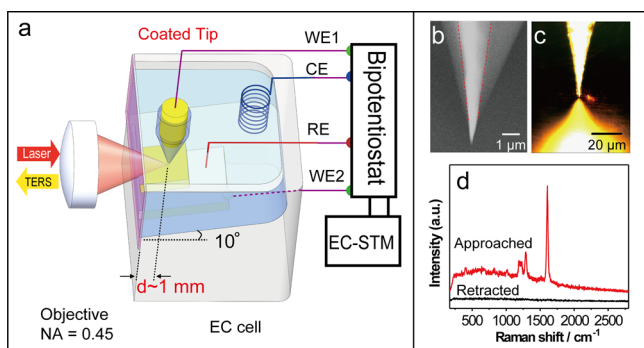 a
Coated Tip
WE1
CE
RE
WE2
Bipotentiostat
EC-STM
Laser
TERS
10°
d~1 mm
Objective
NA = 0.45
EC cell
b
1 µm
c
20 µm
d
Intensity (a.u.)
Approached
Retracted
500 1000 1500 2000 2500
Raman shift / cm⁻¹